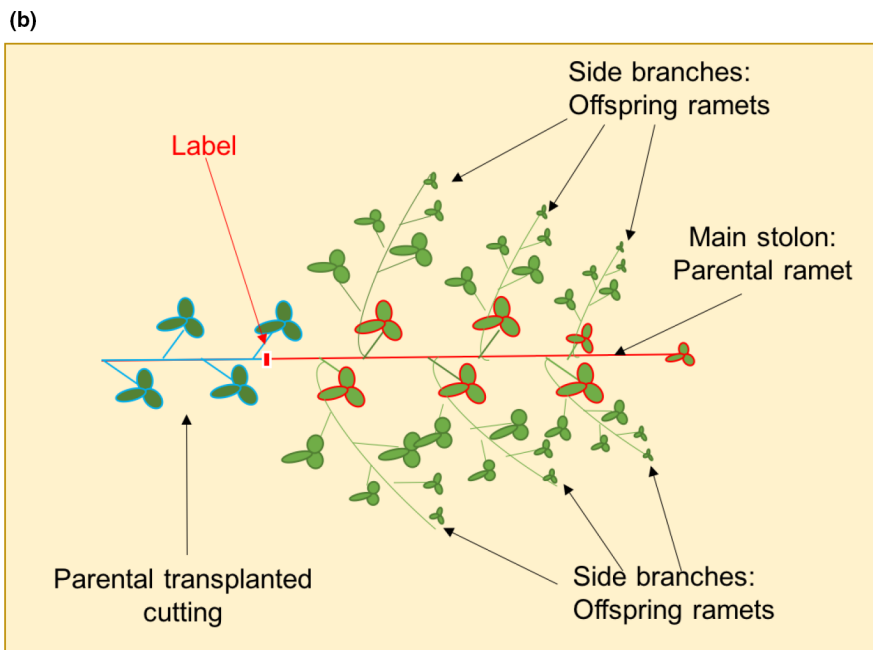 (b)
Side branches:
Offspring ramets
Label
Main stolon:
Parental ramet
Parental transplanted
cutting
Side branches:
Offspring ramets